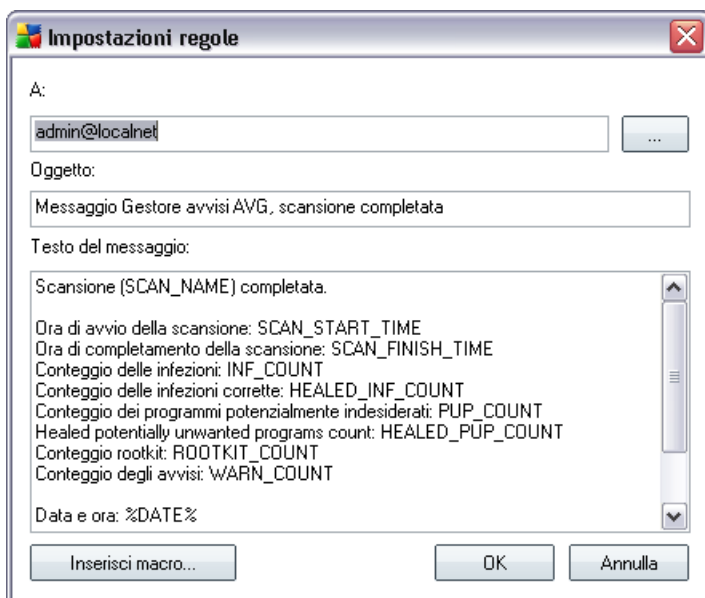 Impostazioni regole
A:
admin@localnet
...
Oggetto:
Messaggio Gestore avvisi AVG, scansione completata
Testo del messaggio:
Scansione (SCAN_NAME) completata.
Ora di avvio della scansione: SCAN_START_TIME
Ora di completamento della scansione: SCAN_FINISH_TIME
Conteggio delle infezioni: INF_COUNT
Conteggio delle infezioni corrette: HEALED_INF_COUNT
Conteggio dei programmi potenzialmente indesiderati: PUP_COUNT
Healed potentially unwanted programs count: HEALED_PUP_COUNT
Conteggio rootkit: ROOTKIT_COUNT
Conteggio degli avvisi: WARN_COUNT
Data e ora: %DATE%
Inserisci macro... OK Annulla